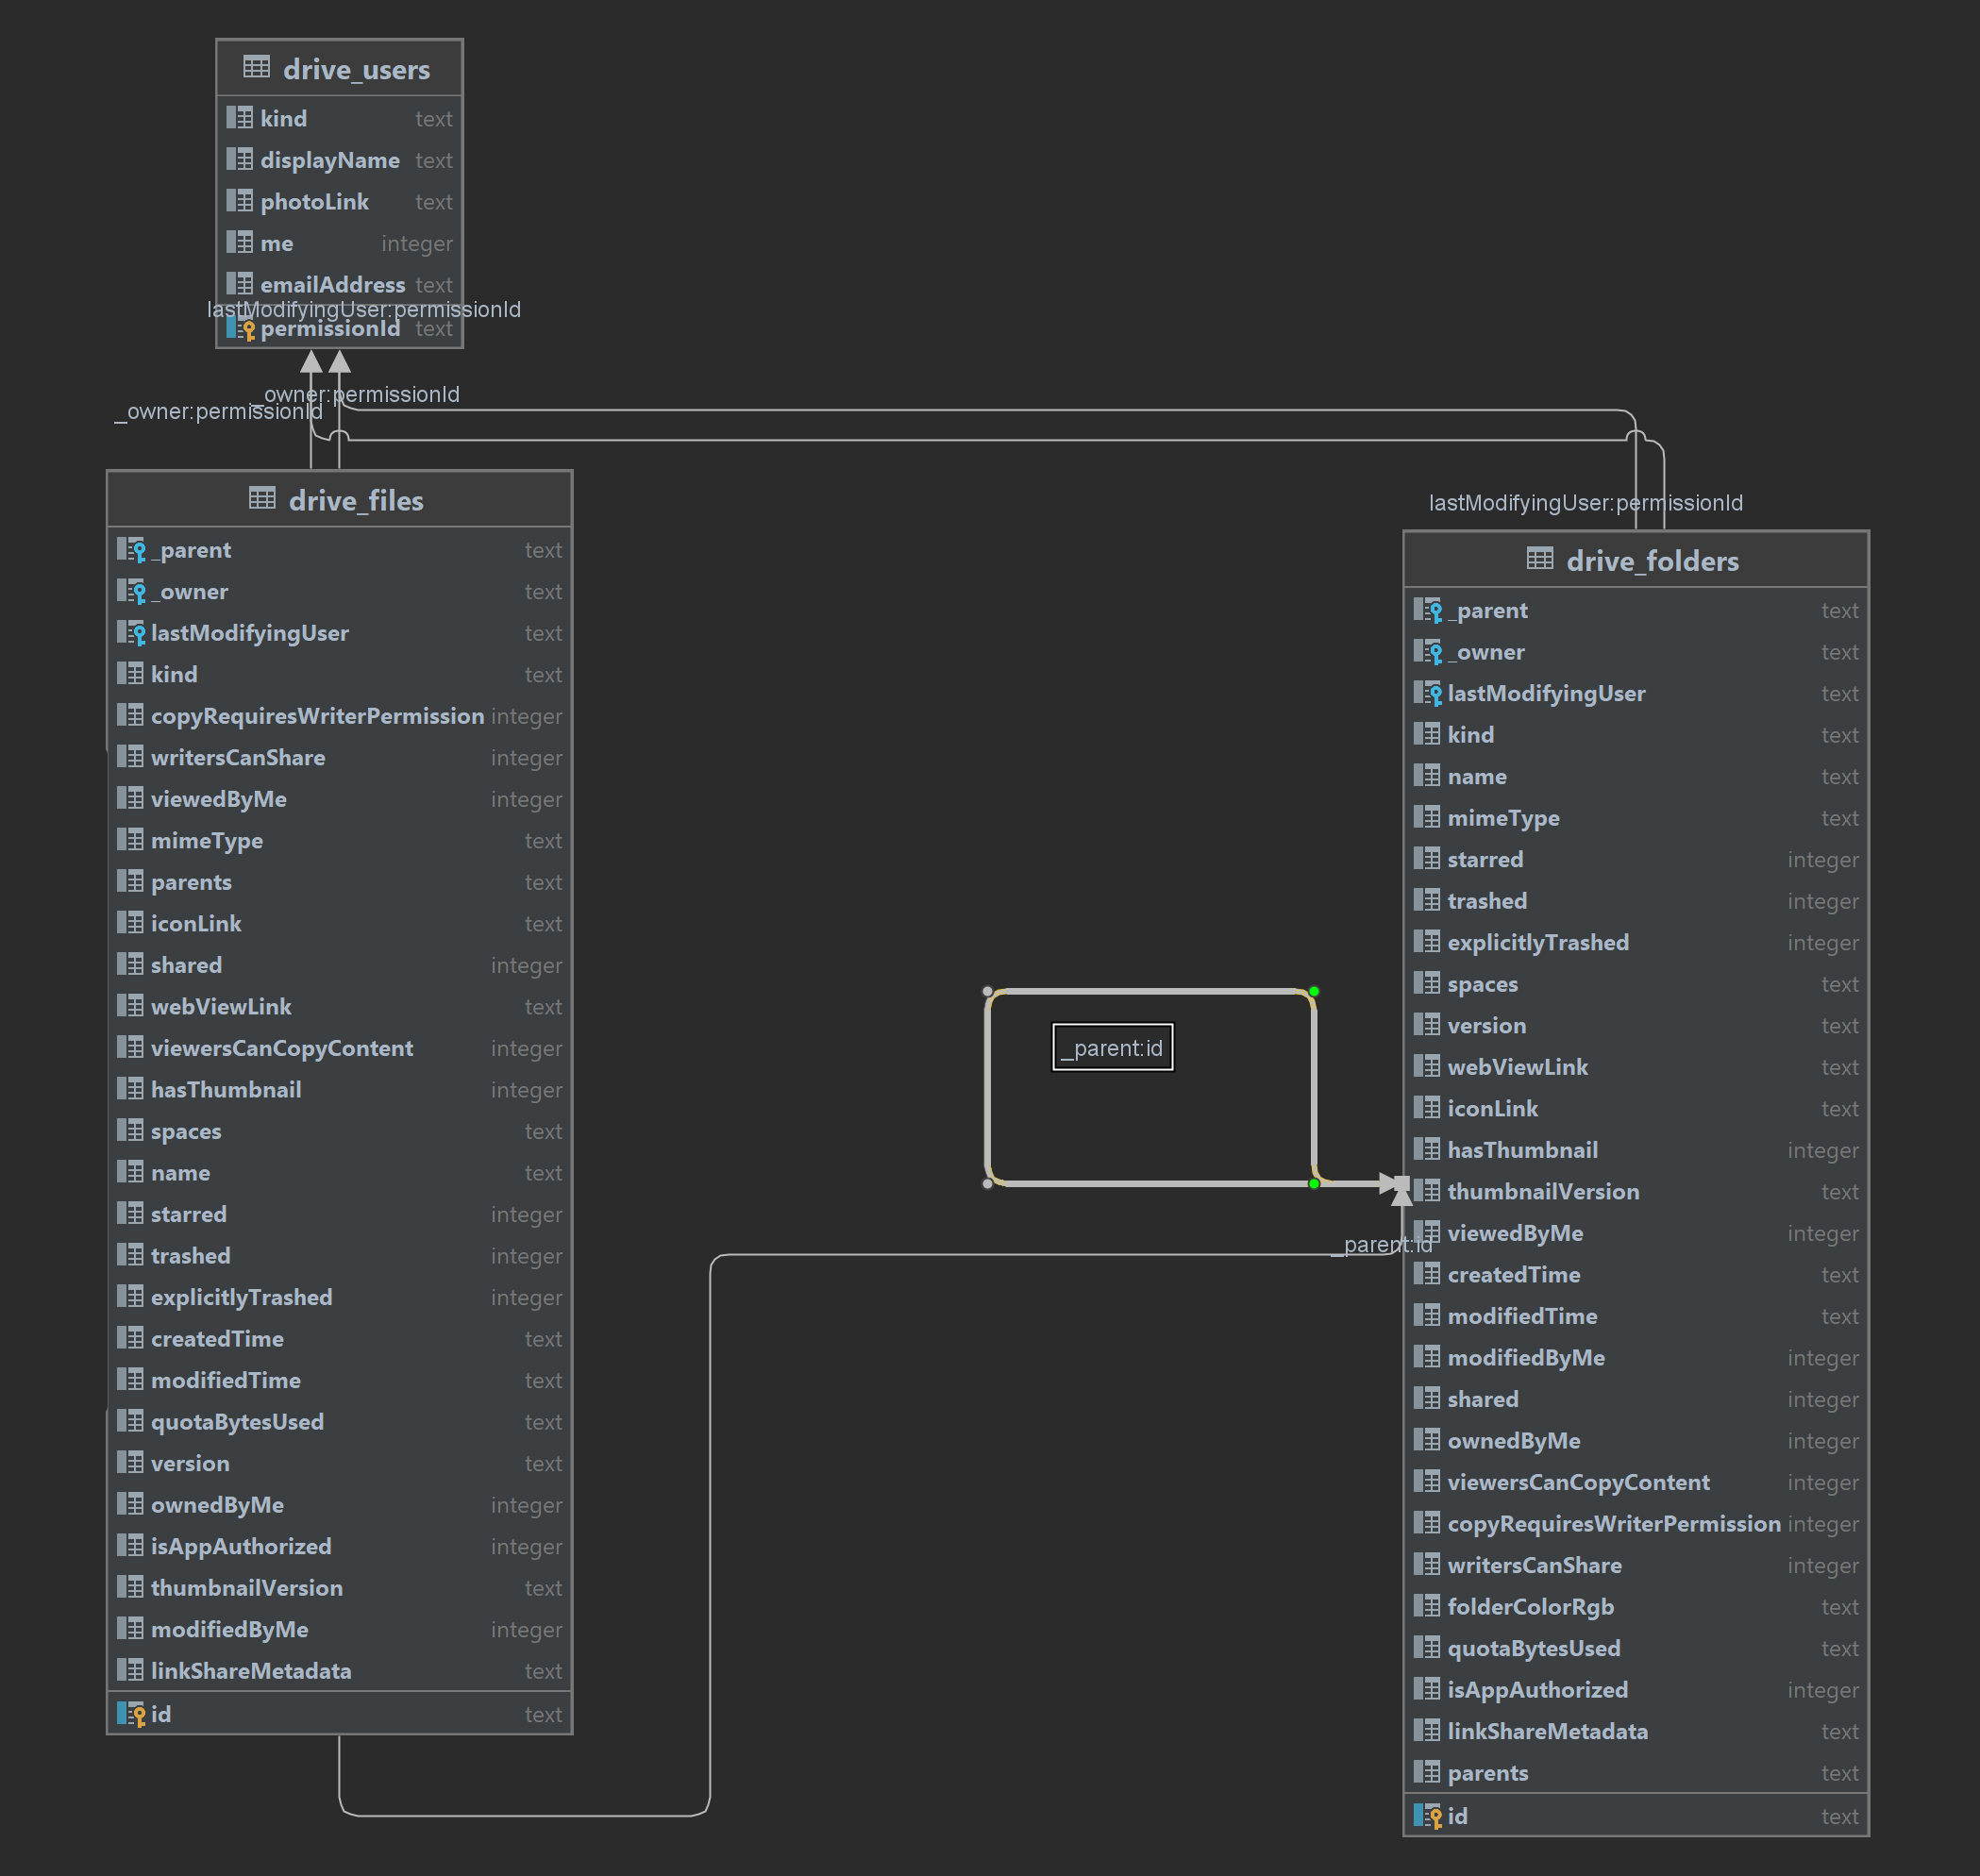 drive_users
kind text
displayName text
photoLink text
me integer
emailAddress text
lastModifyingUser:permissionId
permissionId text
_owner:permissionId
_owner:permissionId
drive_files
_parent text
_owner text
lastModifyingUser text
kind text
copyRequiresWriterPermission integer
writersCanShare integer
viewedByMe integer
mimeType text
parents text
iconLink text
shared integer
webViewLink text
viewersCanCopyContent integer
hasThumbnail integer
spaces text
name text
starred integer
trashed integer
explicitlyTrashed integer
createdTime text
modifiedTime text
quotaBytesUsed text
version text
ownedByMe integer
isAppAuthorized integer
thumbnailVersion text
modifiedByMe integer
linkShareMetadata text
id text
_parent:id
_parent:id
lastModifyingUser:permissionId
drive_folders
_parent text
_owner text
lastModifyingUser text
kind text
name text
mimeType text
starred integer
trashed integer
explicitlyTrashed integer
spaces text
version text
webViewLink text
iconLink text
hasThumbnail integer
thumbnailVersion text
viewedByMe integer
createdTime text
modifiedTime text
modifiedByMe integer
shared integer
ownedByMe integer
viewersCanCopyContent integer
copyRequiresWriterPermission integer
writersCanShare integer
folderColorRgb text
quotaBytesUsed text
isAppAuthorized integer
linkShareMetadata text
parents text
id text